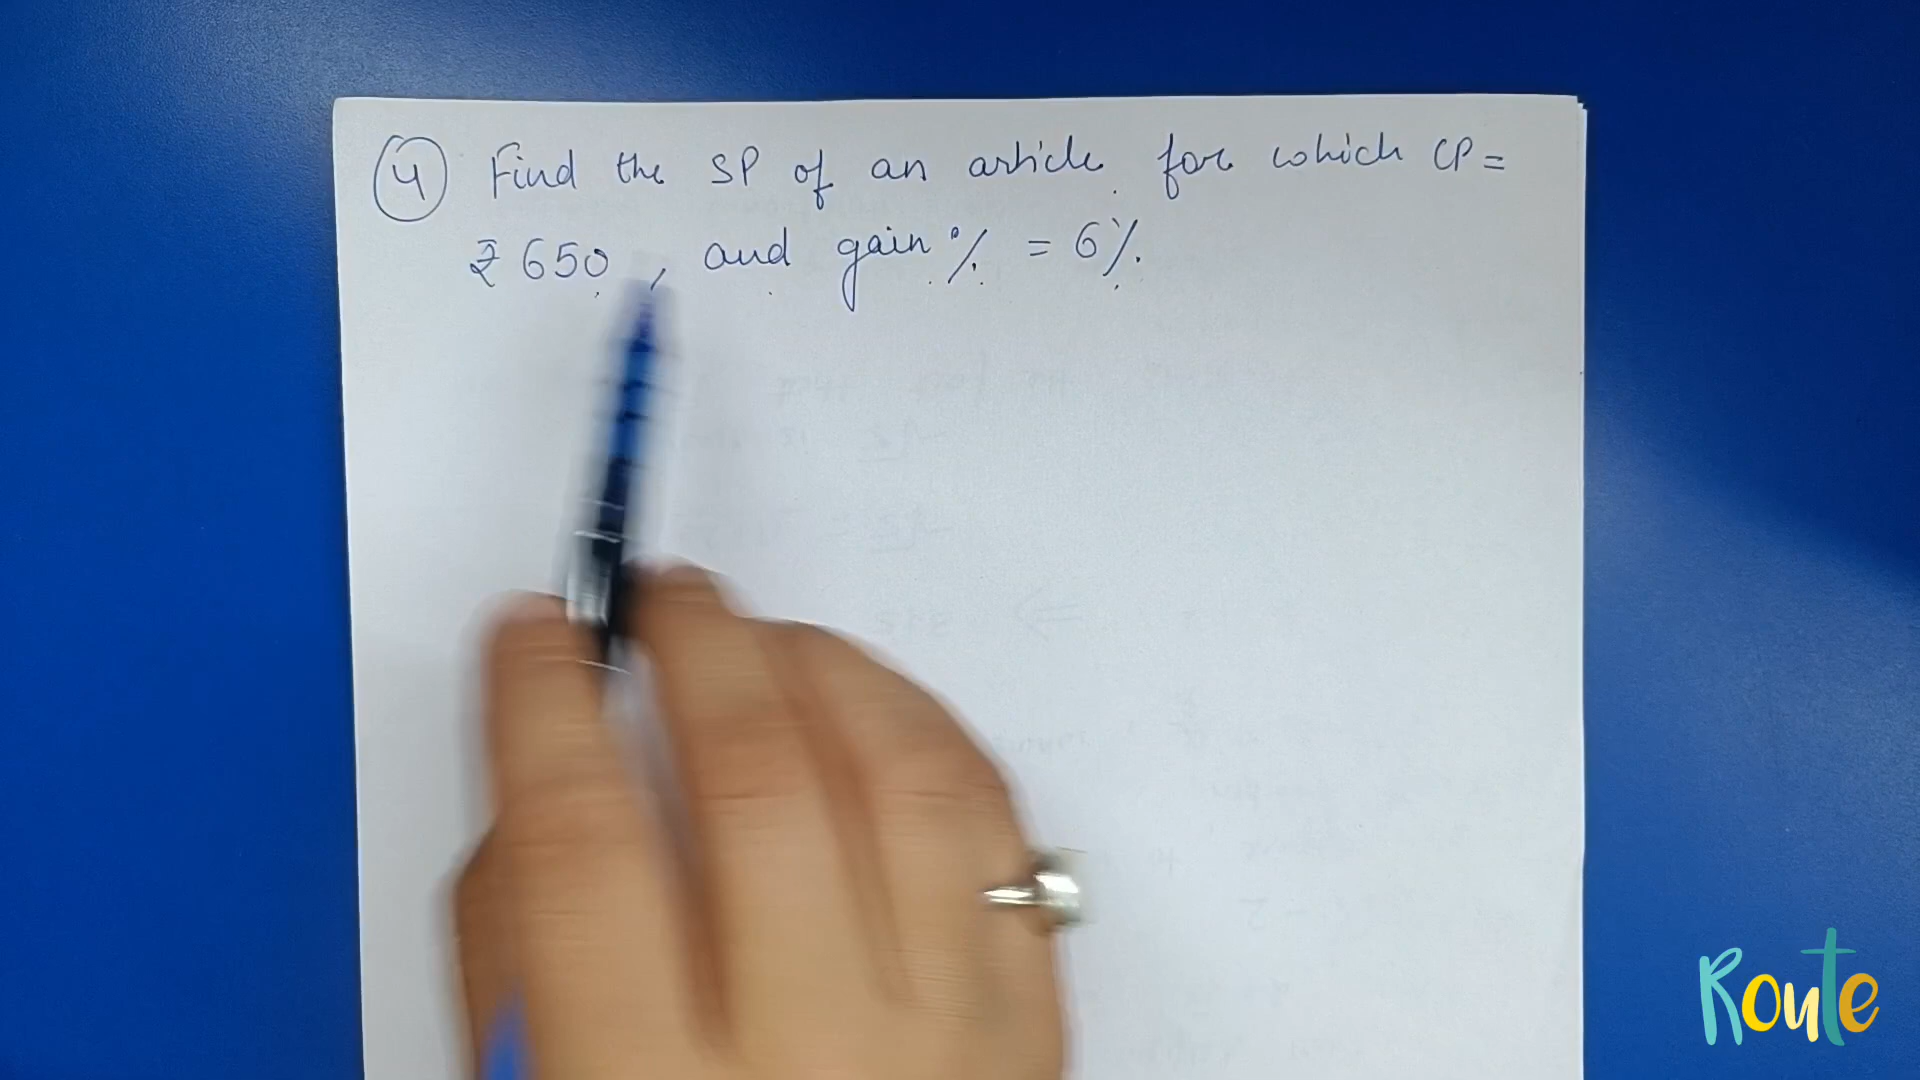 4 Find the SP of an article for which CP =
₹ 650, and gain % = 6%.
Route